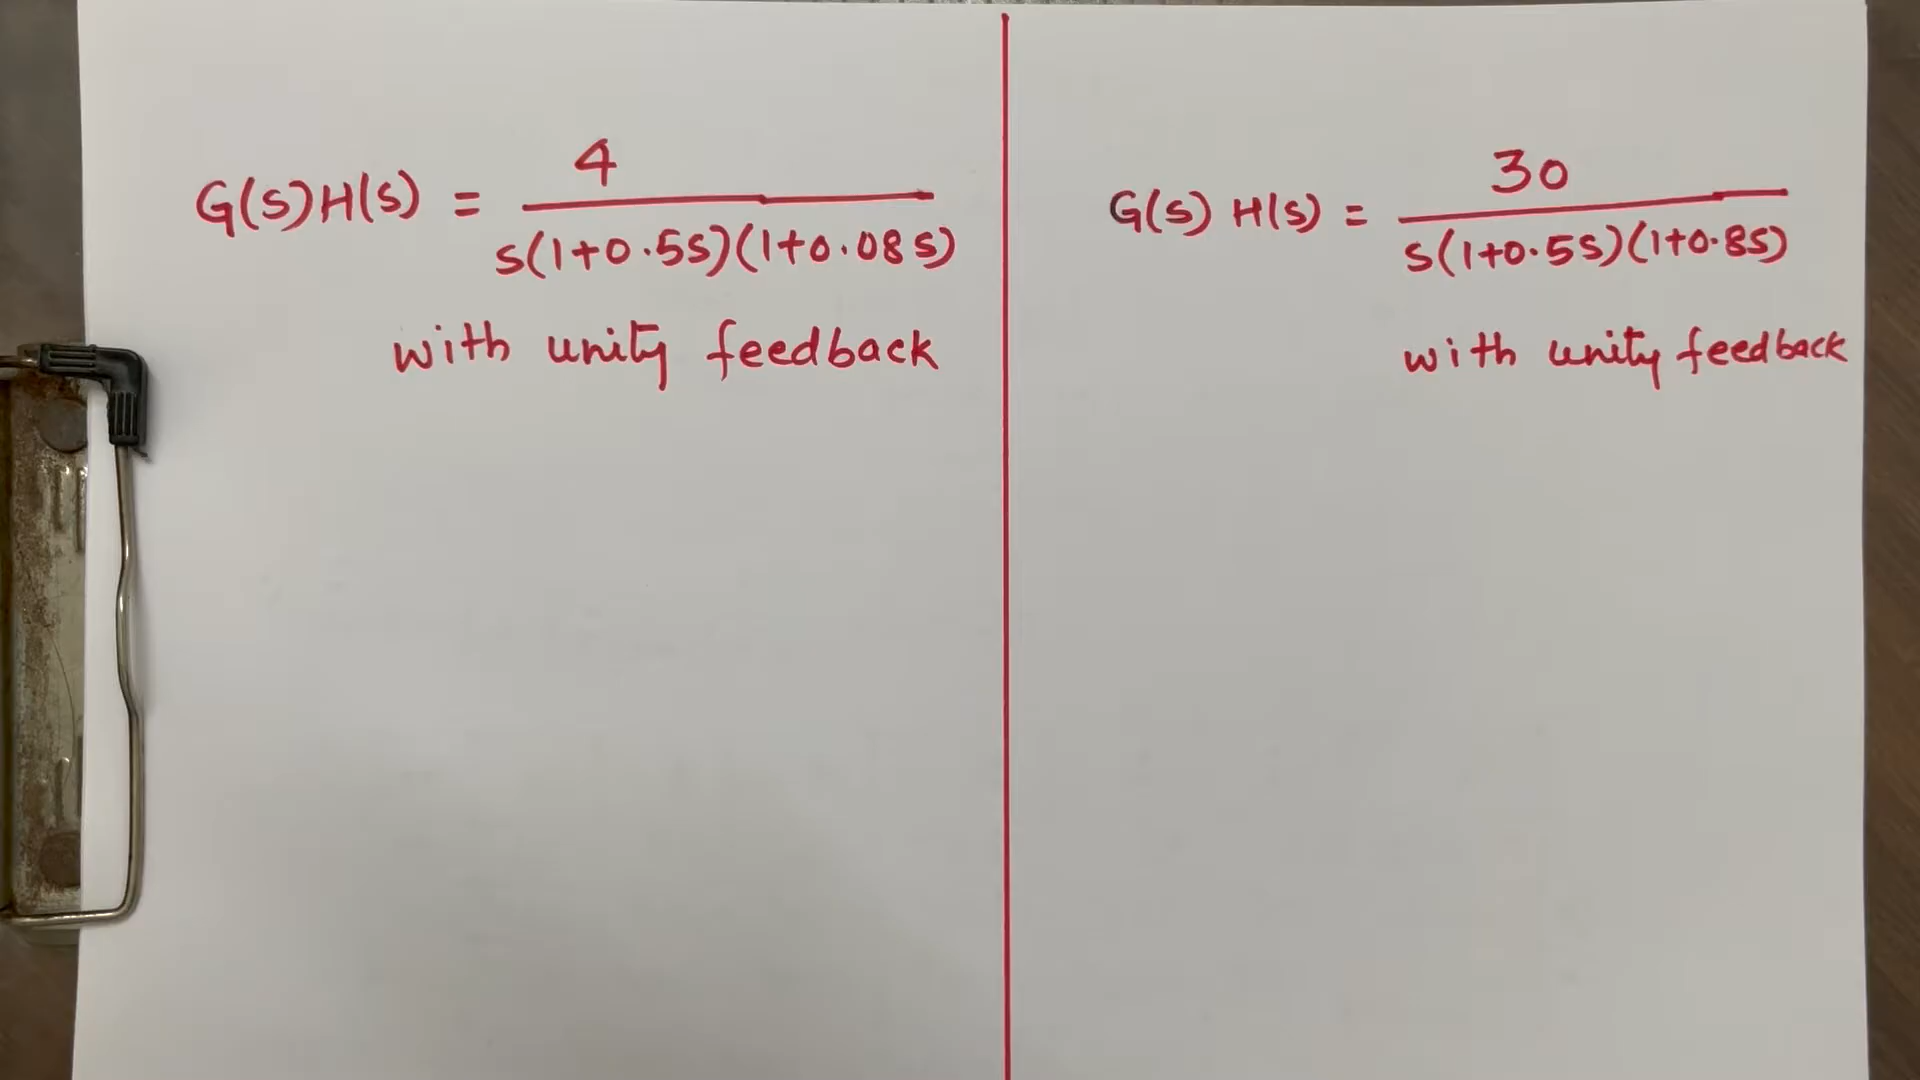 G(s)H(s) = 4 / s(1+0.5s)(1+0.08s)
with unity feedback
G(s) H(s) = 30 / s(1+0.5s)(1+0.8s)
with unity feedback